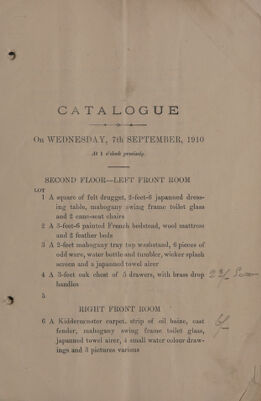 CATALOGUE
On WEDNESDAY, 7th SEPTEMBER, 1910
At 1 o'clock precisely.
SECOND FLOOR—LEFT FRONT ROOM
LOT
1 A square of felt drugget, 3-feet-6 japanned dress-
ing table, mahogany swing frame toilet glass
and 2 cane-seat chairs
2 A 3-feet-6 painted French bedstead, wool mattress
and 2 feather beds
3 A 2-feet mahogany tray top washstand, 6 pieces of
odd ware, water bottle and tumbler, wicker splash
screen and a japanned towel airer
4 A 3-feet oak chest of 5 drawers, with brass drop
handles
5
RIGHT FRONT ROOM
6 A Kidderminster carpet, strip of oil baize, cast
fender, mahogany swing frame toilet glass,
japanned towel airer, 4 small water colour draw-
ings and 3 pictures various